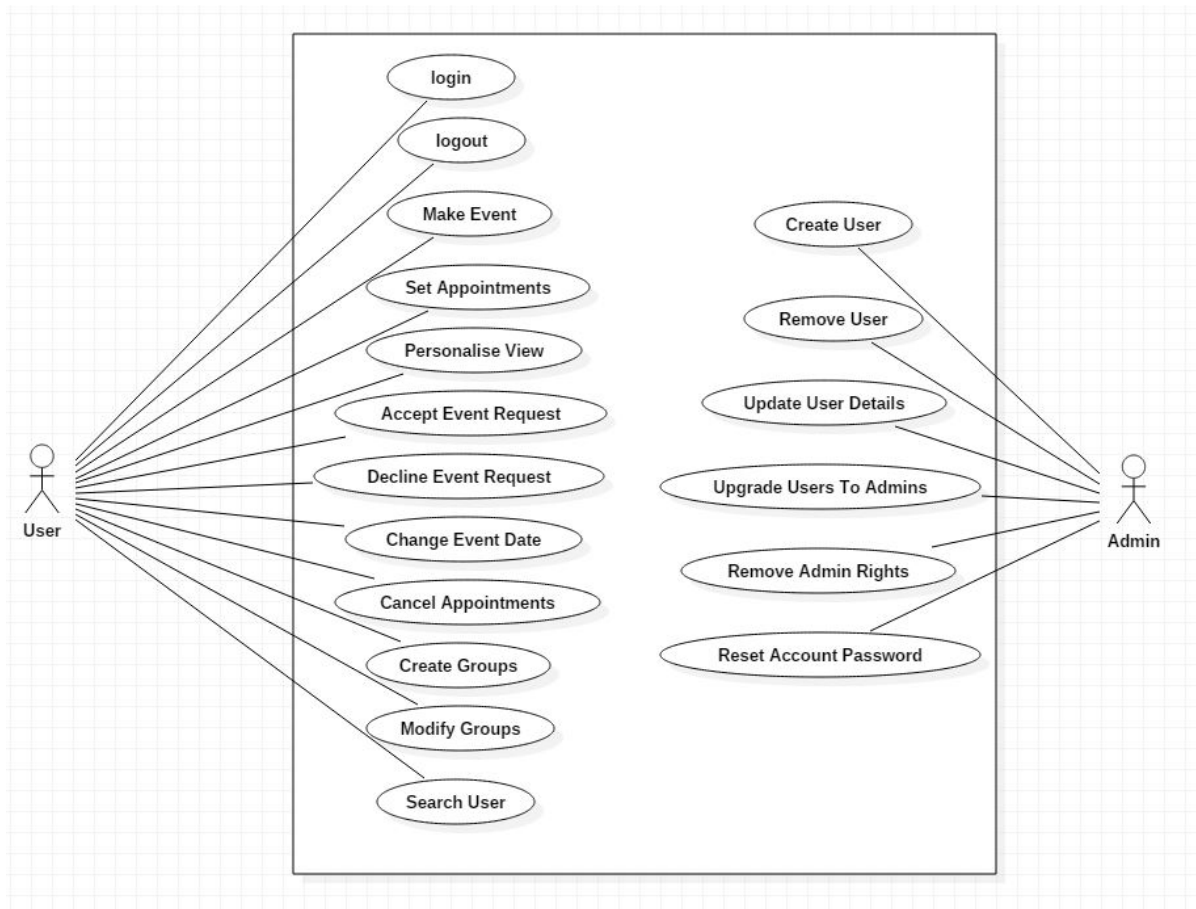 login
logout
Make Event
Set Appointments
Personalise View
Accept Event Request
Decline Event Request
Change Event Date
Cancel Appointments
Create Groups
Modify Groups
Search User
User
Create User
Remove User
Update User Details
Upgrade Users To Admins
Remove Admin Rights
Reset Account Password
Admin